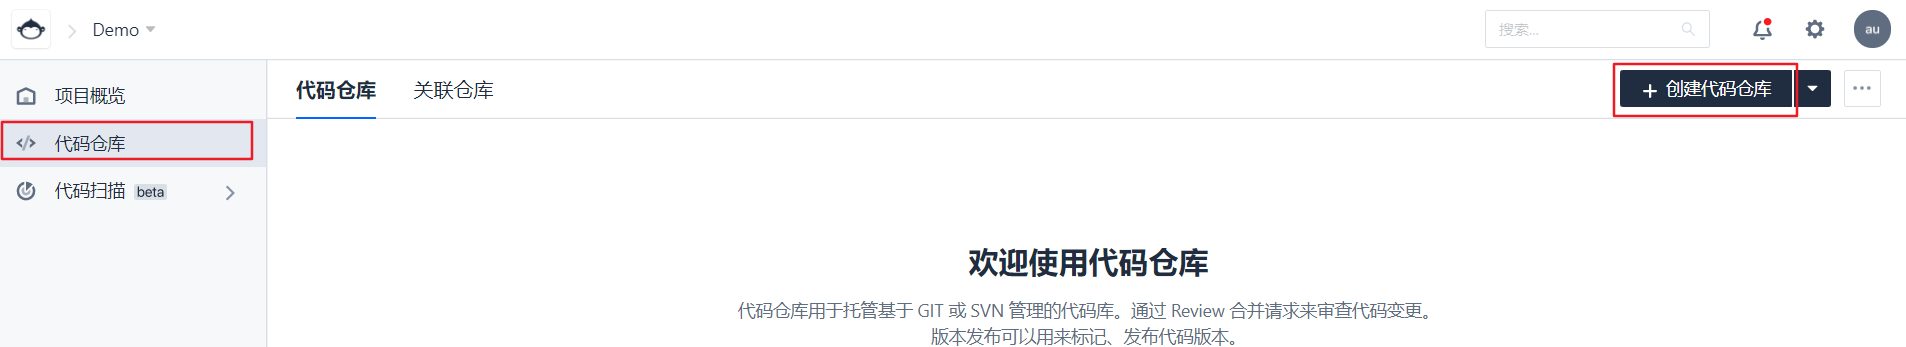 Demo
搜索...
au
项目概览
代码仓库
代码扫描 beta
代码仓库 关联仓库
+ 创建代码仓库
...
欢迎使用代码仓库
代码仓库用于托管基于 GIT 或 SVN 管理的代码库。通过 Review 合并请求来审查代码变更。
版本发布可以用来标记、发布代码版本。